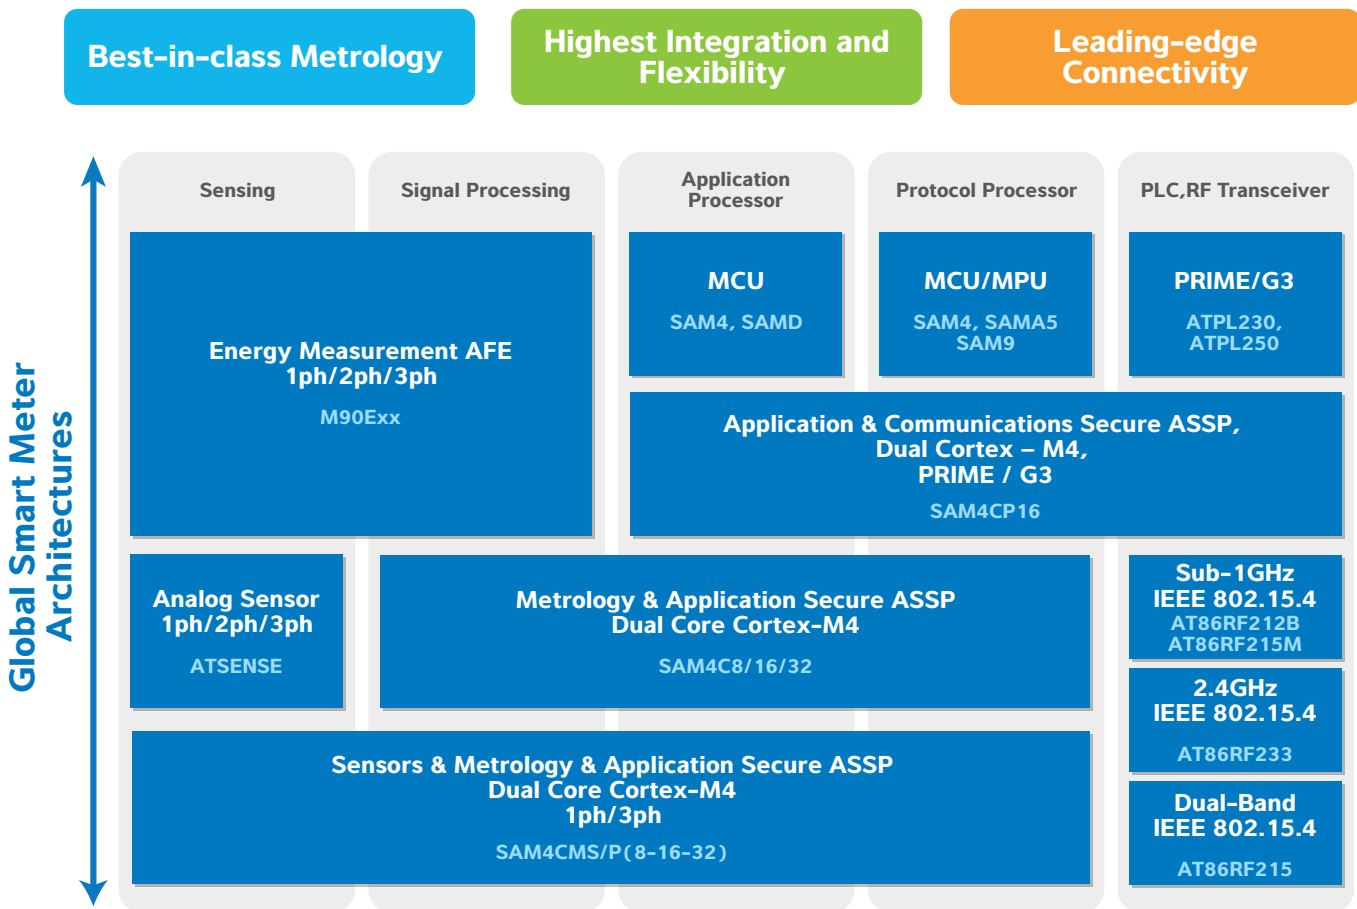 Best-in-class Metrology
Highest Integration and
Flexibility
Leading-edge
Connectivity
Global Smart Meter
Architectures
Sensing
Signal Processing
Application
Processor
Protocol Processor
PLC,RF Transceiver
Energy Measurement AFE
1ph/2ph/3ph
M90Exx
MCU
SAM4, SAMD
MCU/MPU
SAM4, SAMA5
SAM9
PRIME/G3
ATPL230,
ATPL250
Application & Communications Secure ASSP,
Dual Cortex – M4,
PRIME / G3
SAM4CP16
Analog Sensor
1ph/2ph/3ph
ATSENSE
Metrology & Application Secure ASSP
Dual Core Cortex-M4
SAM4C8/16/32
Sub-1GHz
IEEE 802.15.4
AT86RF212B
AT86RF215M
2.4GHz
IEEE 802.15.4
AT86RF233
Sensors & Metrology & Application Secure ASSP
Dual Core Cortex-M4
1ph/3ph
SAM4CMS/P(8-16-32)
Dual-Band
IEEE 802.15.4
AT86RF215